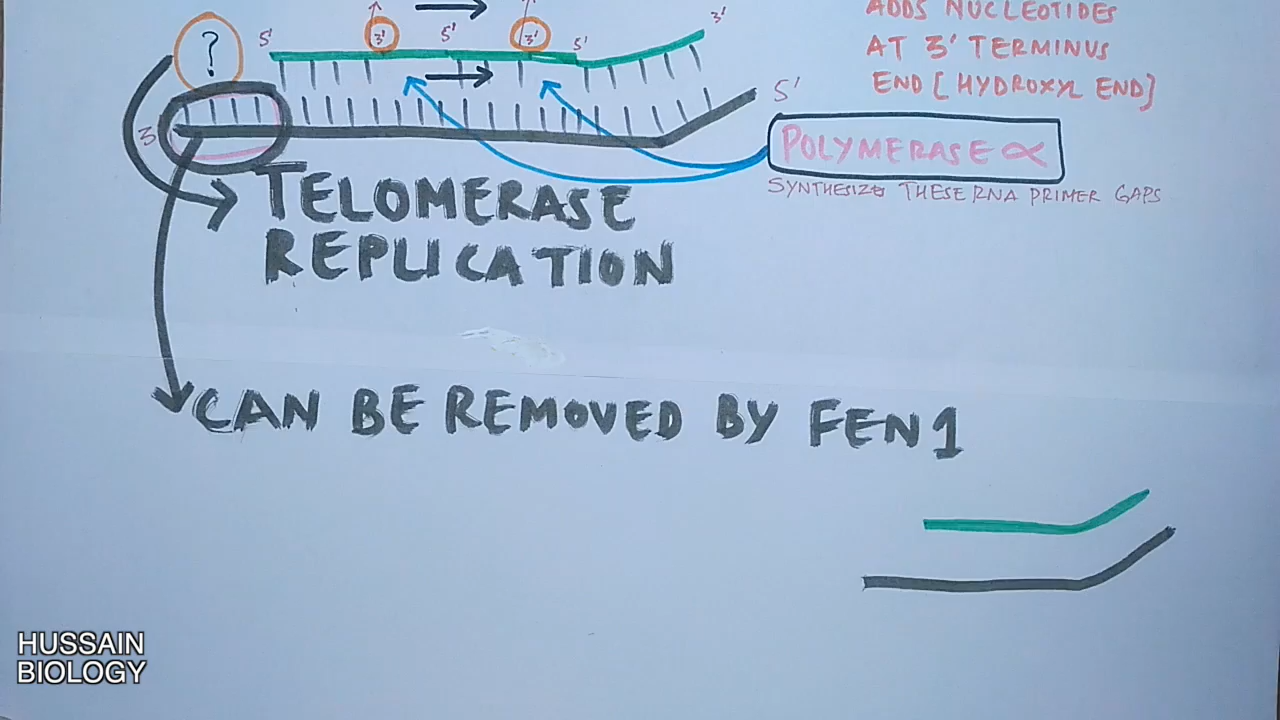 ADDS NUCLEOTIDES
AT 3' TERMINUS
END [HYDROXYL END]
?
5'
3'
5'
3'
5'
3'
5'
3
POLYMERASE ∝
SYNTHESIZE THESE RNA PRIMER GAPS
TELOMERASE
REPLICATION
CAN BE REMOVED BY FEN1
HUSSAIN
BIOLOGY